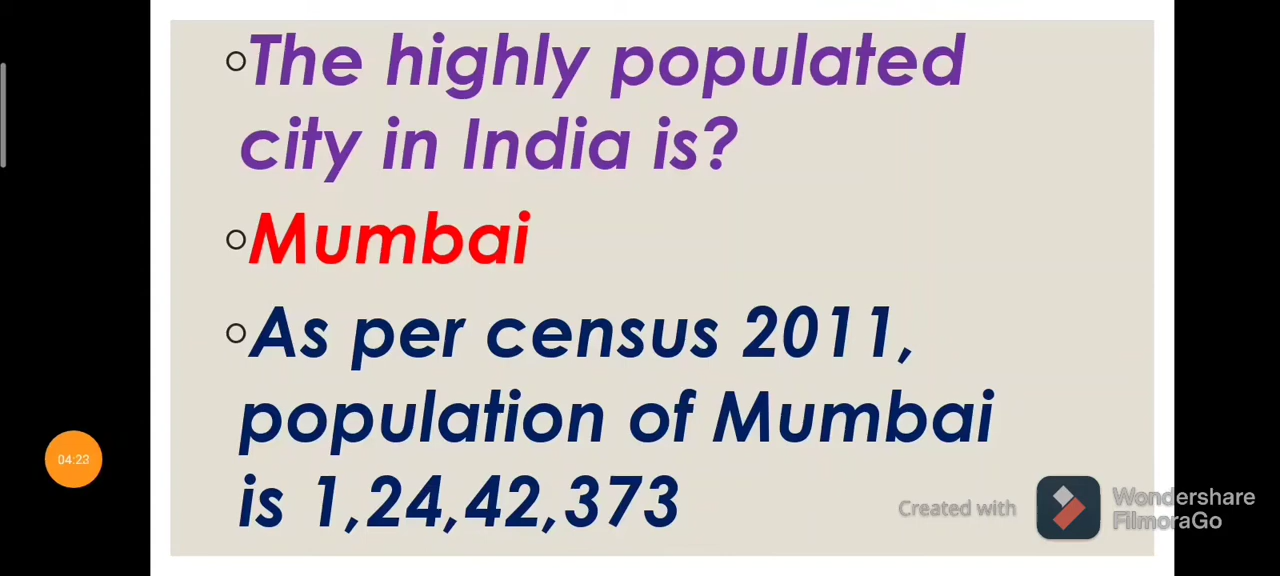 The highly populated
city in India is?
Mumbai
As per census 2011,
population of Mumbai
is 1,24,42,373
04:23
Created with
Wondershare
FilmoraGo